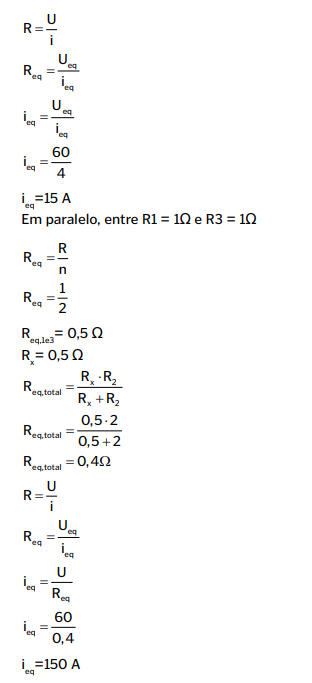 R = U/i
R_eq = U_eq/i_eq
i_eq = U_eq/i_eq
i_eq = 60/4
i_eq=15 A
Em paralelo, entre R1 = 1Ω e R3 = 1Ω
R_eq = R/n
R_eq = 1/2
R_eq,1e3= 0,5 Ω
R_x= 0,5 Ω
R_eq,total = R_x · R_2/R_x + R_2
R_eq,total = 0,5 · 2/0,5 + 2
R_eq,total = 0,4Ω
R = U/i
R_eq = U_eq/i_eq
i_eq = U/R_eq
i_eq = 60/0,4
i_eq=150 A